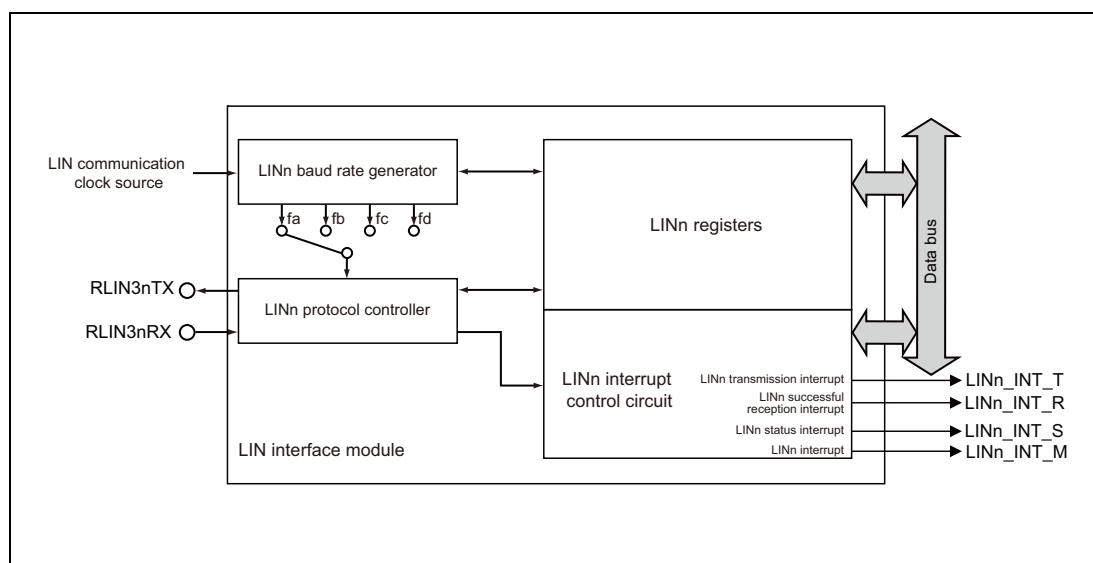 LIN communication
clock source
LINn baud rate generator
fa
fb
fc
fd
LINn registers
Data bus
RLIN3nTX
RLIN3nRX
LINn protocol controller
LINn interrupt
control circuit
LINn transmission interrupt
LINn successful
reception interrupt
LINn status interrupt
LINn interrupt
LINn_INT_T
LINn_INT_R
LINn_INT_S
LINn_INT_M
LIN interface module